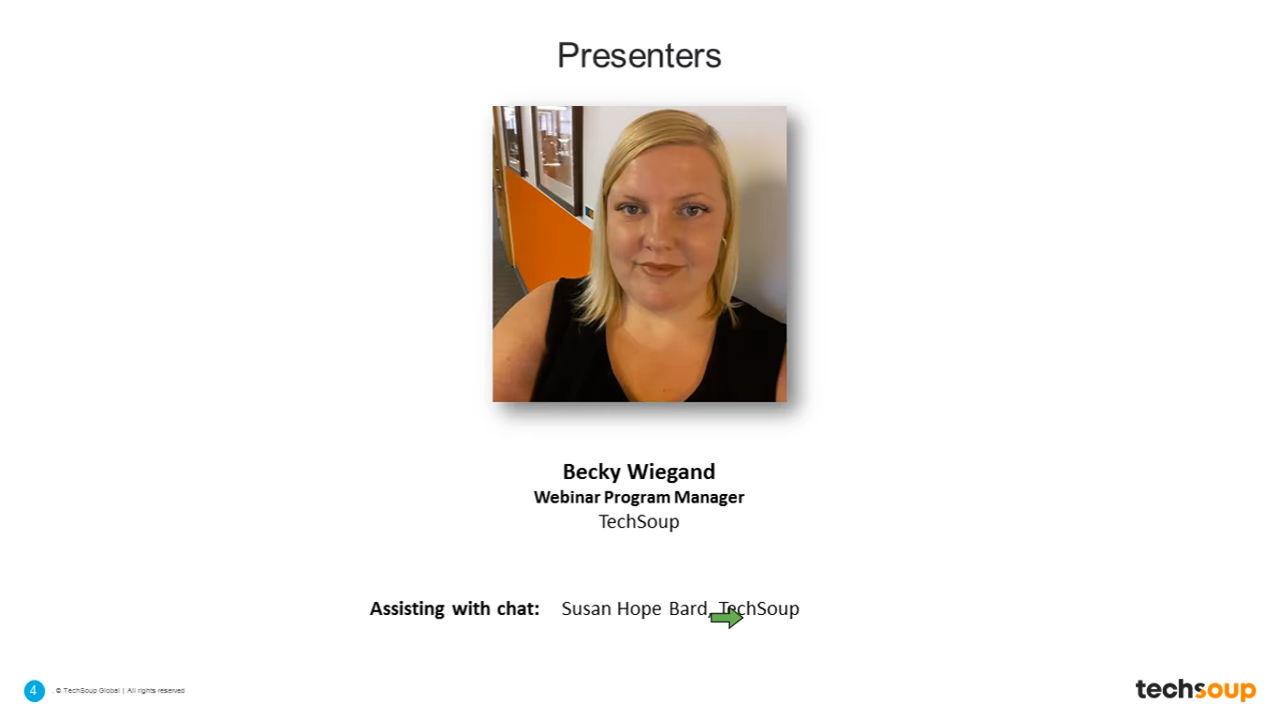 Presenters
Becky Wiegand
Webinar Program Manager
TechSoup
Assisting with chat: Susan Hope Bard, TechSoup
4 . © TechSoup Global | All rights reserved
techsoup